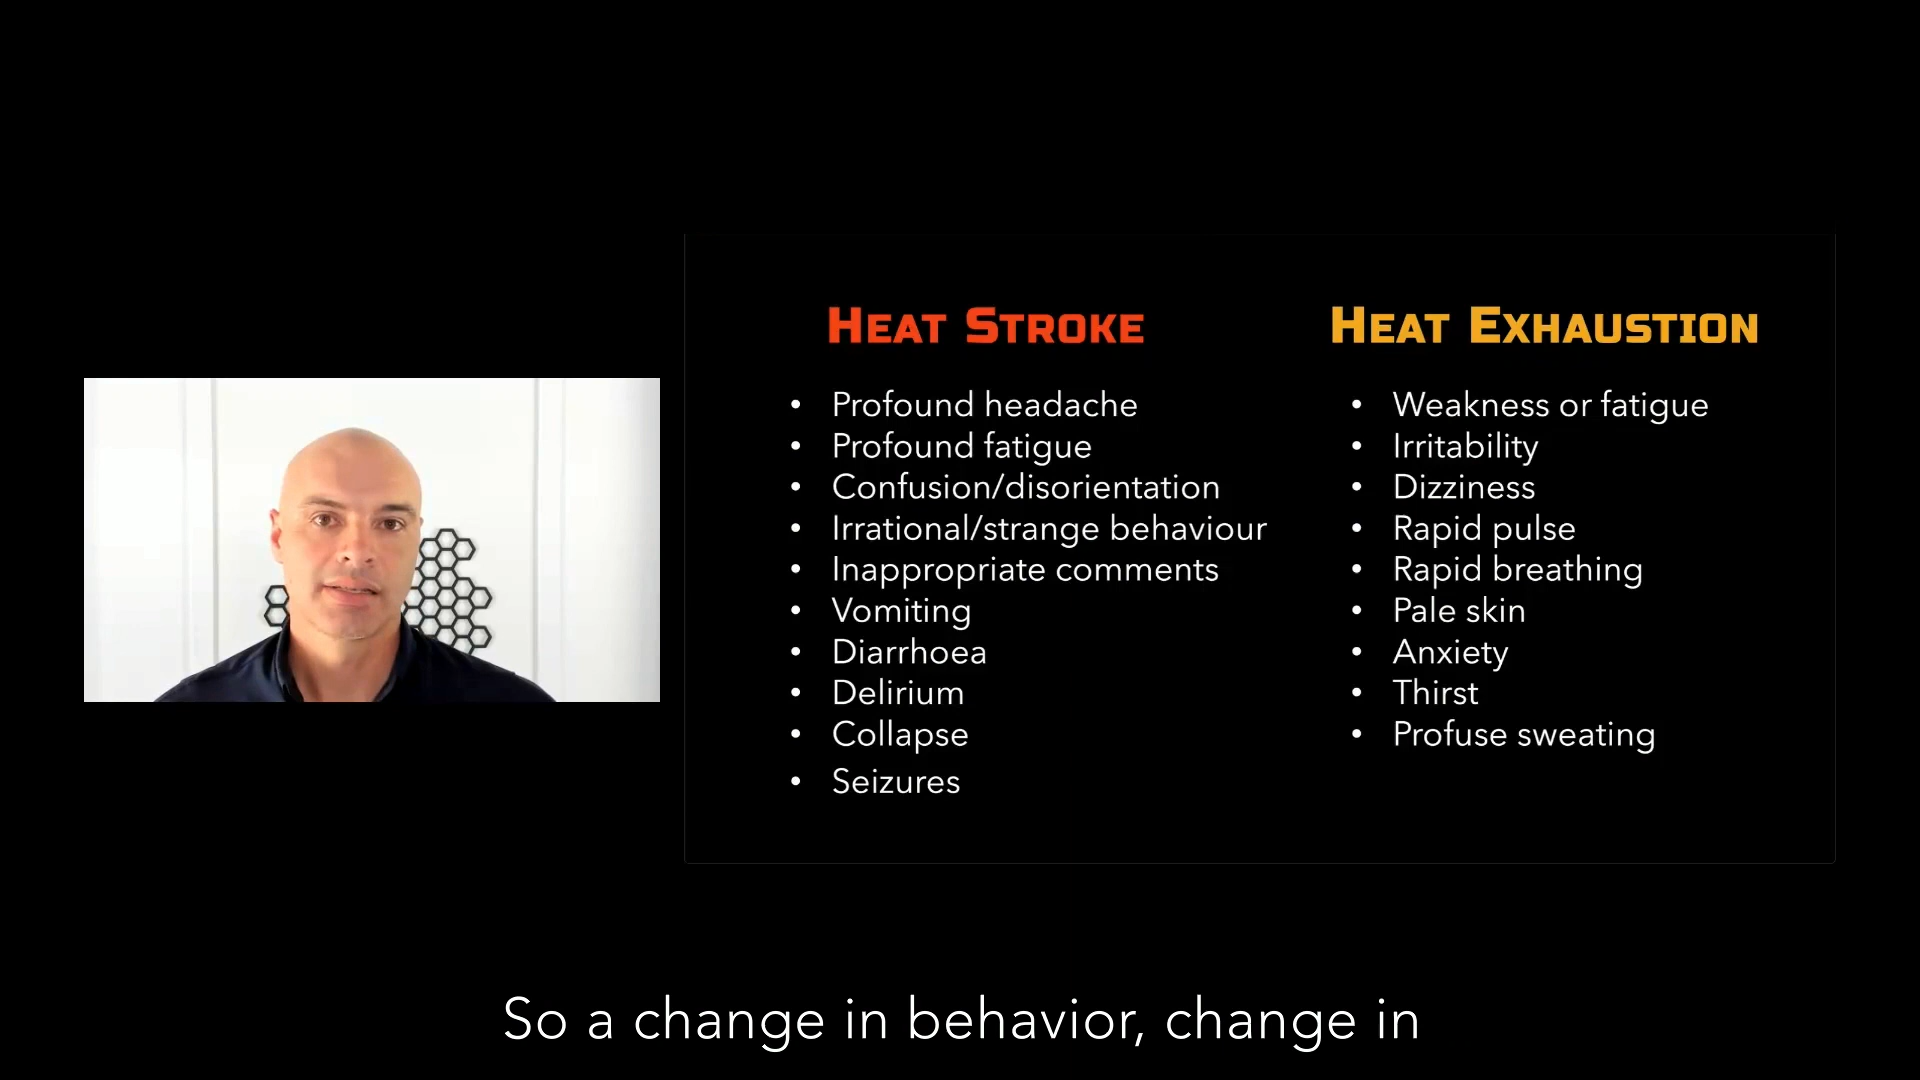 HEAT STROKE
• Profound headache
• Profound fatigue
• Confusion/disorientation
• Irrational/strange behaviour
• Inappropriate comments
• Vomiting
• Diarrhoea
• Delirium
• Collapse
• Seizures
HEAT EXHAUSTION
• Weakness or fatigue
• Irritability
• Dizziness
• Rapid pulse
• Rapid breathing
• Pale skin
• Anxiety
• Thirst
• Profuse sweating
So a change in behavior, change in